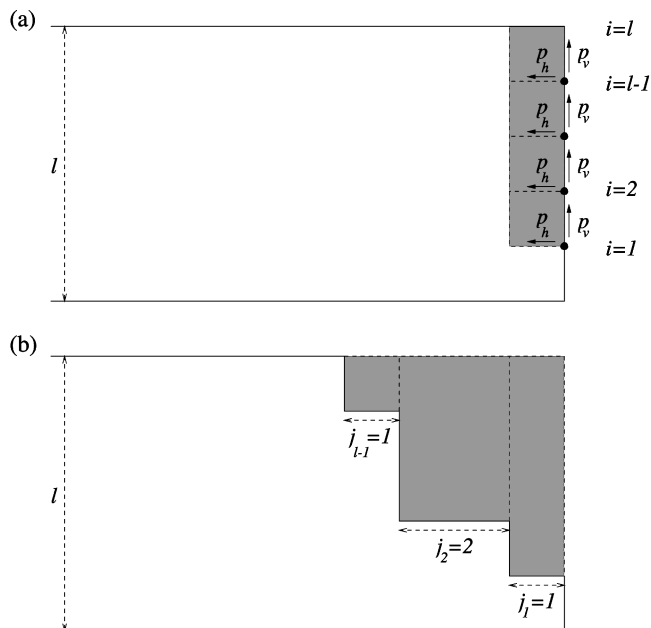 (a)
i=l
p_h p_v
i=l-1
p_h p_v
l
p_h p_v
i=2
p_h p_v
i=1
(b)
j_{l-1}=1
l
j_2=2
j_1=1